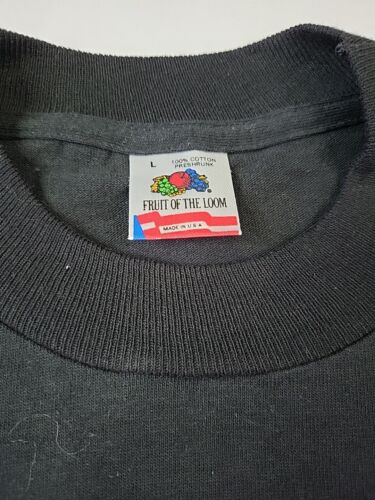 L 100% COTTON
PRESHRUNK
FRUIT OF THE LOOM
MADE IN U S A